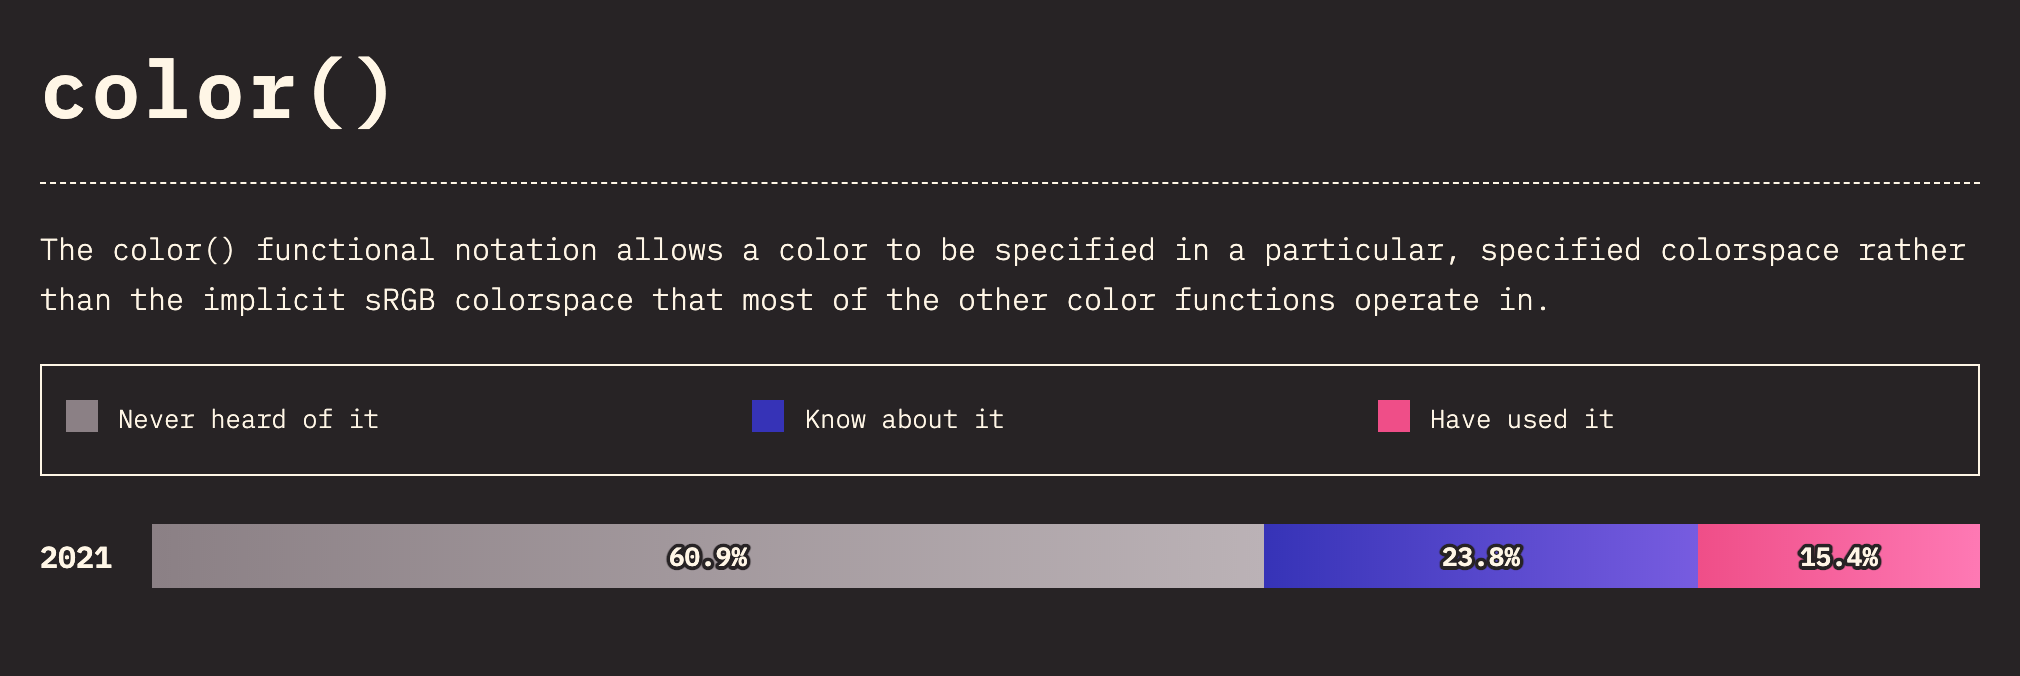 color()
The color() functional notation allows a color to be specified in a particular, specified colorspace rather
than the implicit sRGB colorspace that most of the other color functions operate in.
Never heard of it
Know about it
Have used it
2021
60.9%
23.8%
15.4%